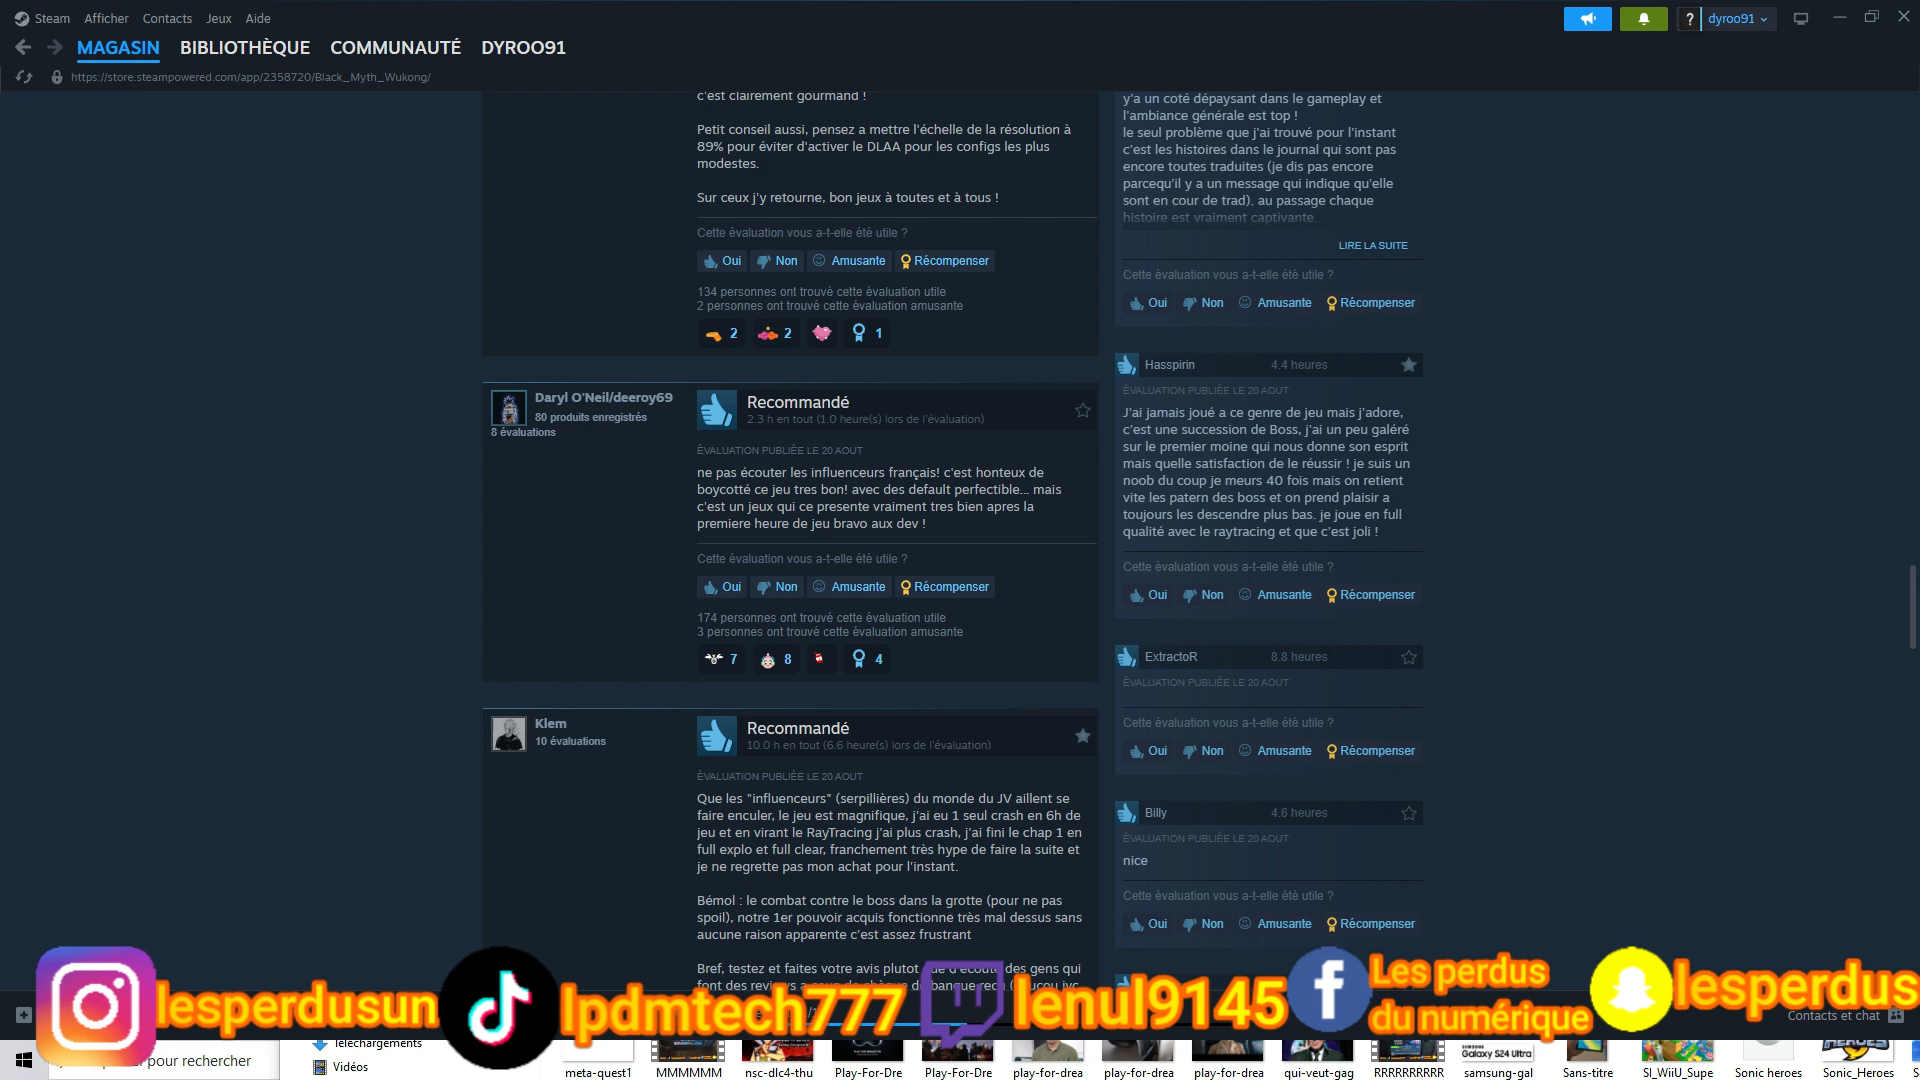 Steam Afficher Contacts Jeux Aide
? dyroo91
MAGASIN BIBLIOTHÈQUE COMMUNAUTÉ DYROO91
https://store.steampowered.com/app/2358720/Black_Myth_Wukong/
c'est clairement gourmand !
Petit conseil aussi, pensez a mettre l'échelle de la résolution à
89% pour éviter d'activer le DLAA pour les configs les plus
modestes.
Sur ceux j'y retourne, bon jeux à toutes et à tous !
Cette évaluation vous a-t-elle été utile ?
Oui Non Amusante Récompenser
134 personnes ont trouvé cette évaluation utile
2 personnes ont trouvé cette évaluation amusante
2 2 1
Daryl O'Neil/deeroy69
80 produits enregistrés
8 évaluations
Recommandé
2.3 h en tout (1.0 heure(s) lors de l'évaluation)
ÉVALUATION PUBLIÉE LE 20 AOUT
ne pas écouter les influenceurs français! c'est honteux de
boycotté ce jeu tres bon! avec des default perfectible... mais
c'est un jeux qui ce presente vraiment tres bien apres la
premiere heure de jeu bravo aux dev !
Cette évaluation vous a-t-elle été utile ?
Oui Non Amusante Récompenser
174 personnes ont trouvé cette évaluation utile
3 personnes ont trouvé cette évaluation amusante
7 8 4
Klem
10 évaluations
Recommandé
10.0 h en tout (6.6 heure(s) lors de l'évaluation)
ÉVALUATION PUBLIÉE LE 20 AOUT
Que les "influenceurs" (serpillières) du monde du JV aillent se
faire enculer, le jeu est magnifique, j'ai eu 1 seul crash en 6h de
jeu et en virant le RayTracing j'ai plus crash, j'ai fini le chap 1 en
full explo et full clear, franchement très hype de faire la suite et
je ne regrette pas mon achat pour l'instant.
Bémol : le combat contre le boss dans la grotte (pour ne pas
spoil), notre 1er pouvoir acquis fonctionne très mal dessus sans
aucune raison apparente c'est assez frustrant
Bref, testez et faites votre avis plutot que d'écouter des gens qui
font des reviews a coup de chèque de banque
y'a un coté dépaysant dans le gameplay et
l'ambiance générale est top !
le seul problème que j'ai trouvé pour l'instant
c'est les histoires dans le journal qui sont pas
encore toutes traduites (je dis pas encore
parcequ'il y a un message qui indique qu'elle
sont en cour de trad). au passage chaque
histoire est vraiment captivante.
LIRE LA SUITE
Cette évaluation vous a-t-elle été utile ?
Oui Non Amusante Récompenser
Hasspirin 4.4 heures
ÉVALUATION PUBLIÉE LE 20 AOUT
J'ai jamais joué a ce genre de jeu mais j'adore,
c'est une succession de Boss, j'ai un peu galéré
sur le premier moine qui nous donne son esprit
mais quelle satisfaction de le réussir ! je suis un
noob du coup je meurs 40 fois mais on retient
vite les patern des boss et on prend plaisir a
toujours les descendre plus bas. je joue en full
qualité avec le raytracing et que c'est joli !
Cette évaluation vous a-t-elle été utile ?
Oui Non Amusante Récompenser
ExtractoR 8.8 heures
ÉVALUATION PUBLIÉE LE 20 AOUT
Cette évaluation vous a-t-elle été utile ?
Oui Non Amusante Récompenser
Billy 4.6 heures
ÉVALUATION PUBLIÉE LE 20 AOUT
nice
Cette évaluation vous a-t-elle été utile ?
Oui Non Amusante Récompenser
lesperdusun lpdmtech777 lenul9145 Les perdus
du numérique
lesperdus
Contacts et chat
pour rechercher
Téléchargements
Vidéos
meta-quest1 MMMMMM nsc-dlc4-thu Play-For-Dre Play-For-Dre play-for-drea play-for-drea play-for-drea qui-veut-gag RRRRRRRRRR samsung-gal Sans-titre SI_WiiU_Supe Sonic heroes Sonic_Heroes
SAMSUNG
Galaxy S24 Ultra